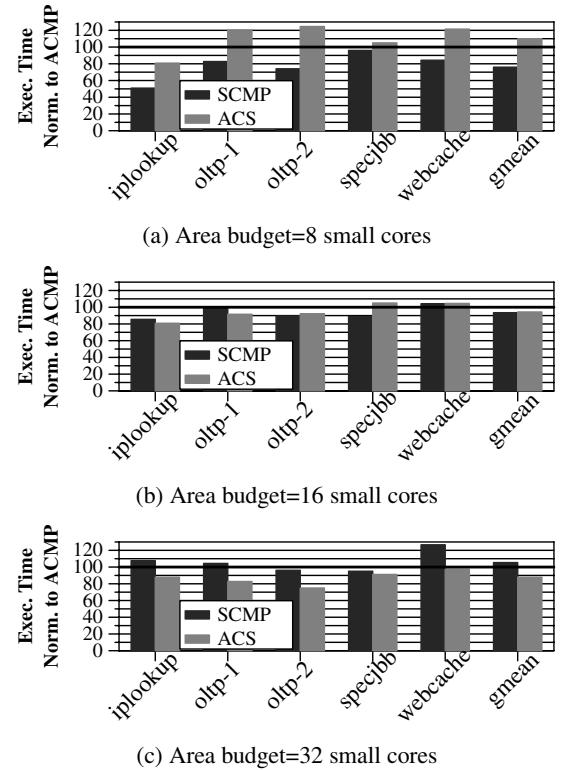 Exec. Time
Norm. to ACMP
120
100
80
60
40
20
0
SCMP
ACS
iplookup
oltp-1
oltp-2
specjbb
webcache
gmean
(a) Area budget=8 small cores
Exec. Time
Norm. to ACMP
120
100
80
60
40
20
0
SCMP
ACS
iplookup
oltp-1
oltp-2
specjbb
webcache
gmean
(b) Area budget=16 small cores
Exec. Time
Norm. to ACMP
120
100
80
60
40
20
0
SCMP
ACS
iplookup
oltp-1
oltp-2
specjbb
webcache
gmean
(c) Area budget=32 small cores